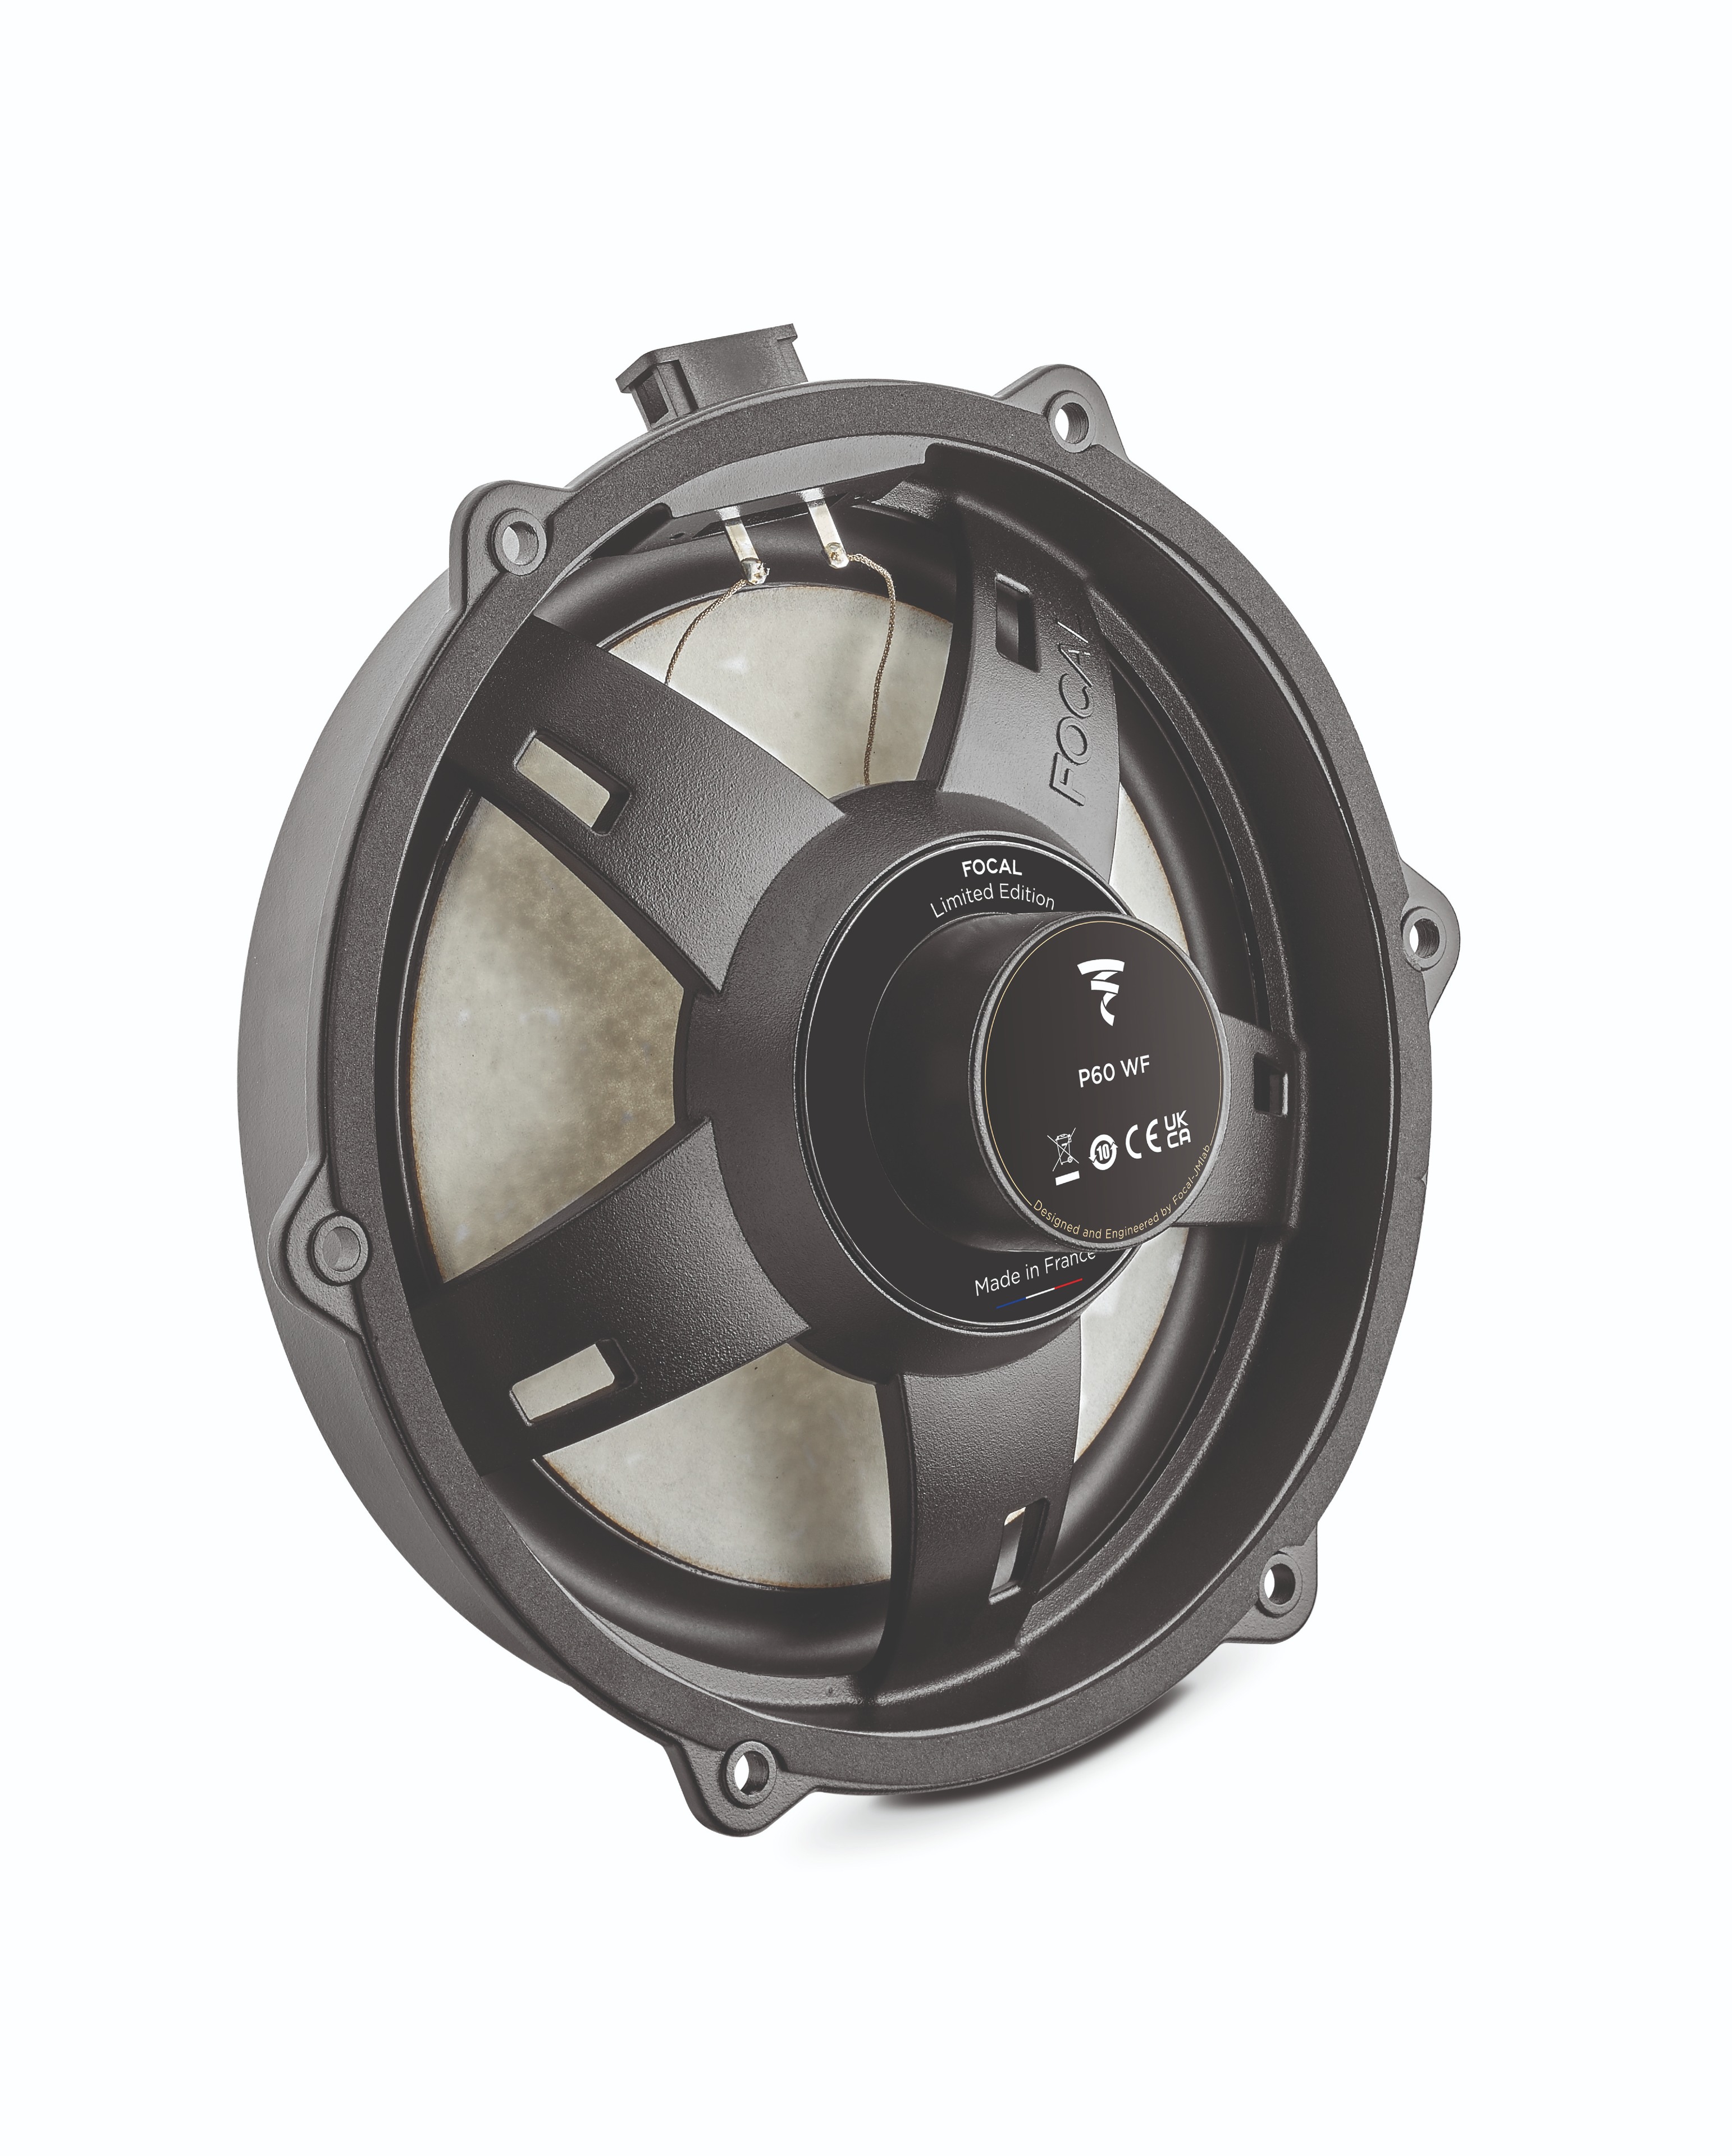 FOCAL
FOCAL
Limited Edition
P60 WF
10
CE
UK
CA
Designed and Engineered by Focal-JMlab
Made in France